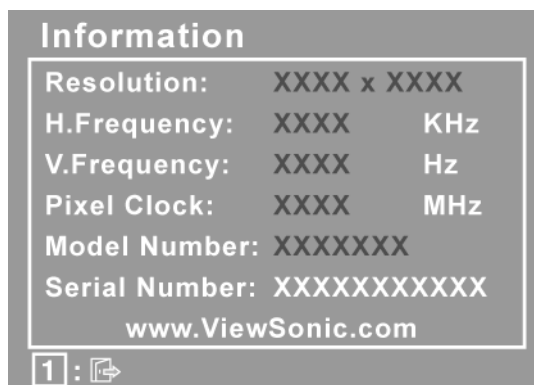 Information
Resolution: XXXX x XXXX
H.Frequency: XXXX KHz
V.Frequency: XXXX Hz
Pixel Clock: XXXX MHz
Model Number: XXXXXXX
Serial Number: XXXXXXXXXXX
www.ViewSonic.com
1 :